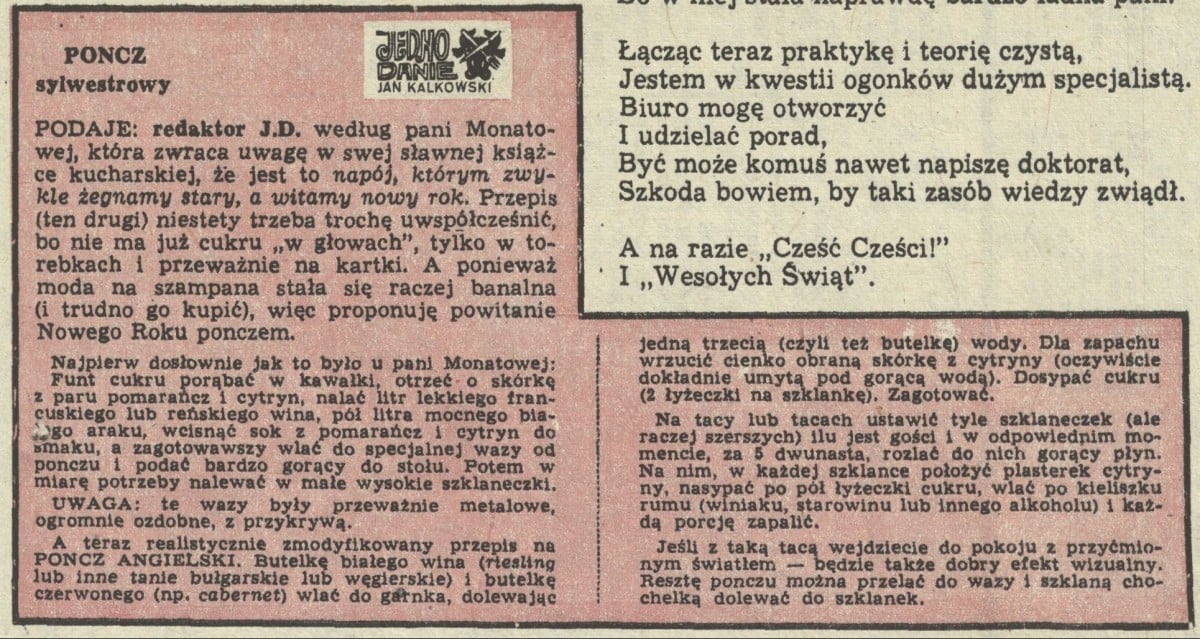 PONCZ
sylwestrowy
JEDNO
DANIE
JAN KALKOWSKI
PODAJE: redaktor J.D. według pani Monato-
wej, która zwraca uwagę w swej sławnej książ-
ce kucharskiej, że jest to napój, którym zwy-
kle żegnamy stary, a witamy nowy rok. Przepis
(ten drugi) niestety trzeba trochę uwspółcześnić,
bo nie ma już cukru „w głowach”, tylko w to-
rebkach i przeważnie na kartki. A ponieważ
moda na szampana stała się raczej banalna
(i trudno go kupić), więc proponuję powitanie
Nowego Roku ponczem.
Najpierw dosłownie jak to było u pani Monatowej:
Funt cukru porąbać w kawałki, otrzeć o skórkę
z paru pomarańcz i cytryn, nalać litr lekkiego fran-
cuskiego lub reńskiego wina, pół litra mocnego bia-
łego araku, wcisnąć sok z pomarańcz i cytryn do
smaku, a zagotowawszy wlać do specjalnej wazy od
ponczu i podać bardzo gorący do stołu. Potem w
miarę potrzeby nalewać w małe wysokie szklaneczki.
UWAGA: te wazy były przeważnie metalowe,
ogromnie ozdobne, z przykrywą.
A teraz realistycznie zmodyfikowany przepis na
PONCZ ANGIELSKI. Butelkę białego wina (riesling
lub inne tanie bułgarskie lub węgierskie) i butelkę
czerwonego (np. cabernet) wlać do garnka, dolewając
jedną trzecią (czyli też butelkę) wody. Dla zapachu
wrzucić cienko obraną skórkę z cytryny (oczywiście
dokładnie umytą pod gorącą wodą). Dosypać cukru
(2 łyżeczki na szklankę). Zagotować.
Na tacy lub tacach ustawić tyle szklaneczek (ale
raczej szerszych) ilu jest gości i w odpowiednim mo-
mencie, za 5 dwunasta, rozlać do nich gorący płyn.
Na nim, w każdej szklance położyć plasterek cytry-
ny, nasypać po pół łyżeczki cukru, wlać po kieliszku
rumu (winiaku, starowinu lub innego alkoholu) i każ-
dą porcję zapalić.
Jeśli z taką tacą wejdziecie do pokoju z przyćmio-
nym światłem — będzie także dobry efekt wizualny.
Resztę ponczu można przelać do wazy i szklaną cho-
chelką dolewać do szklanek.
Bo w niej stała naprawdę bardzo ładna pani.
Łącząc teraz praktykę i teorię czystą,
Jestem w kwestii ogonków dużym specjalistą.
Biuro mogę otworzyć
I udzielać porad,
Być może komuś nawet napiszę doktorat,
Szkoda bowiem, by taki zasób wiedzy zwiądł.
A na razie „Cześć Cześci!”
I „Wesołych Świąt”.